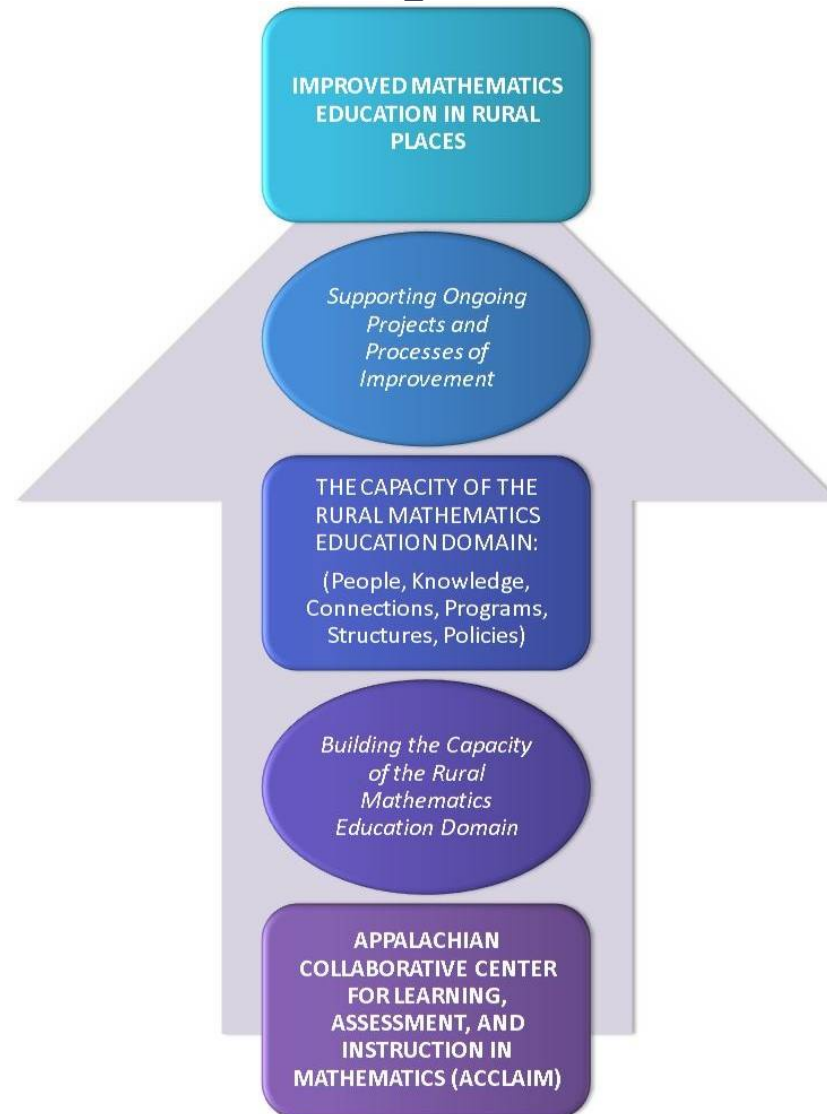 IMPROVED MATHEMATICS
EDUCATION IN RURAL
PLACES
Supporting Ongoing
Projects and
Processes of
Improvement
THE CAPACITY OF THE
RURAL MATHEMATICS
EDUCATION DOMAIN:
(People, Knowledge,
Connections, Programs,
Structures, Policies)
Building the Capacity
of the Rural
Mathematics
Education Domain
APPALACHIAN
COLLABORATIVE CENTER
FOR LEARNING,
ASSESSMENT, AND
INSTRUCTION IN
MATHEMATICS (ACCLAIM)